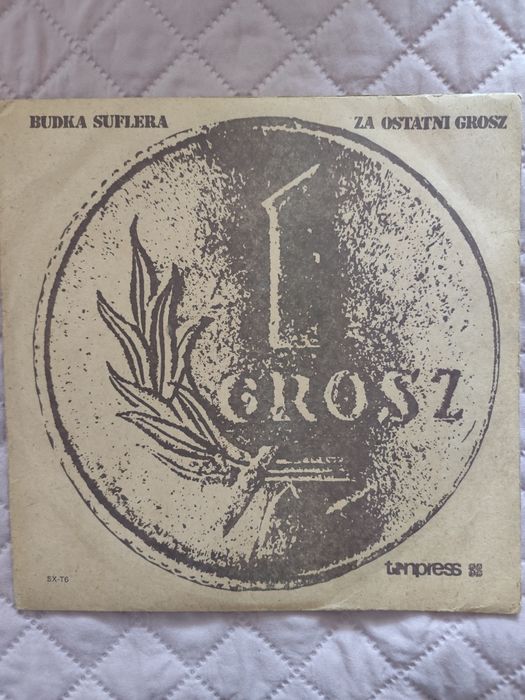 BUDKA SUFLERA
ZA OSTATNI GROSZ
1
GROSZ
SX-T6
tonpress